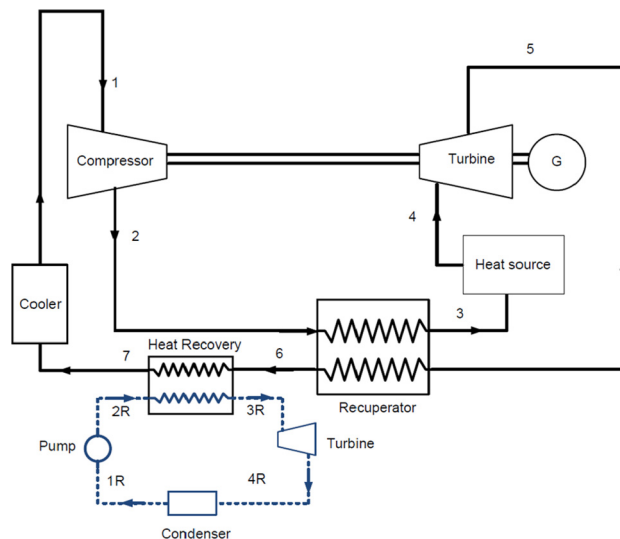 5
1
Compressor
Turbine
G
4
2
Heat source
Cooler
3
Heat Recovery
7
6
Recuperator
2R
3R
Pump
Turbine
1R
4R
Condenser